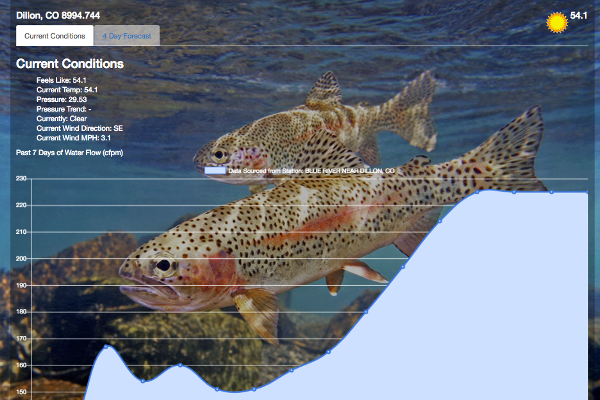 Dillon, CO 8994.744
54.1
Current Conditions
4 Day Forecast
Current Conditions
Feels Like: 54.1
Current Temp: 54.1
Pressure: 29.53
Pressure Trend: -
Currently: Clear
Current Wind Direction: SE
Current Wind MPH: 3.1
Past 7 Days of Water Flow (cfpm)
Data Sourced from Station: BLUE RIVER NEAR DILLON, CO
230
220
210
200
190
180
170
160
150